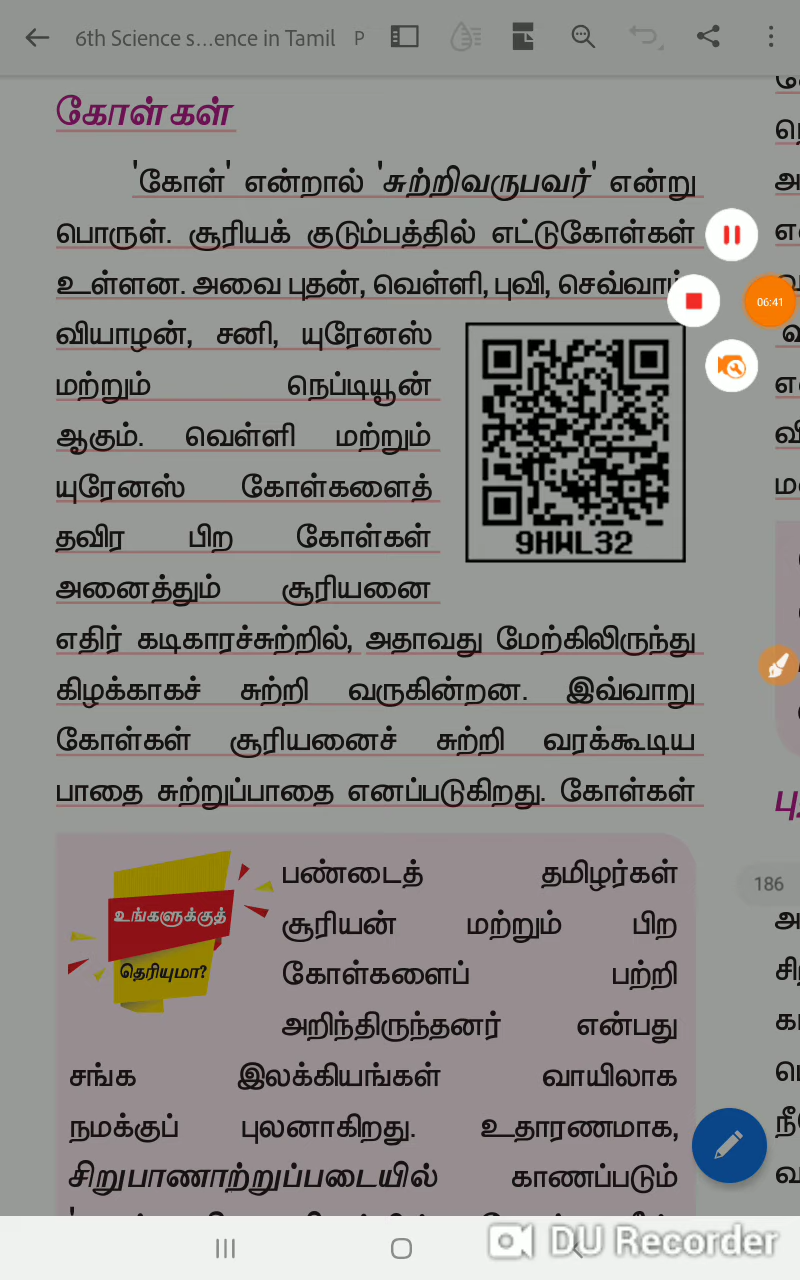 6th Science s...ence in Tamil P
கோள்கள்
'கோள்' என்றால் 'சுற்றிவருபவர்' என்று
பொருள். சூரியக் குடும்பத்தில் எட்டுகோள்கள்
உள்ளன. அவை புதன், வெள்ளி, புவி, செவ்வாய்
வியாழன், சனி, யுரேனஸ்
மற்றும் நெப்டியூன்
ஆகும். வெள்ளி மற்றும்
யுரேனஸ் கோள்களைத்
தவிர பிற கோள்கள்
அனைத்தும் சூரியனை
எதிர் கடிகாரச்சுற்றில், அதாவது மேற்கிலிருந்து
கிழக்காகச் சுற்றி வருகின்றன. இவ்வாறு
கோள்கள் சூரியனைச் சுற்றி வரக்கூடிய
பாதை சுற்றுப்பாதை எனப்படுகிறது. கோள்கள்
9HWL32
06:41
உங்களுக்குத்
தெரியுமா?
பண்டைத் தமிழர்கள்
சூரியன் மற்றும் பிற
கோள்களைப் பற்றி
அறிந்திருந்தனர் என்பது
சங்க இலக்கியங்கள் வாயிலாக
நமக்குப் புலனாகிறது. உதாரணமாக,
சிறுபாணாற்றுப்படையில் காணப்படும்
186
DU Recorder